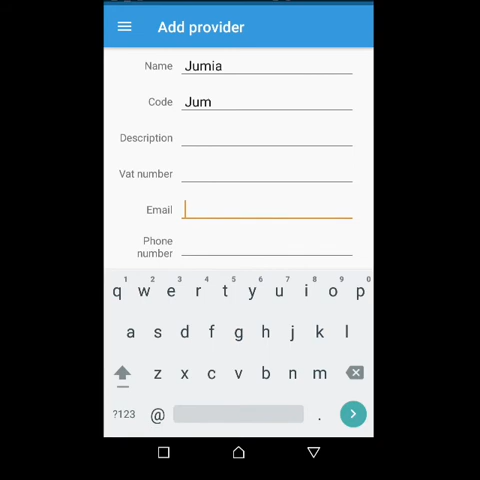 Add provider
Name Jumia
Code Jum
Description
Vat number
Email
Phone
number
1 2 3 4 5 6 7 8 9 0
q w e r t y u i o p
a s d f g h j k l
z x c v b n m
?123 @ .